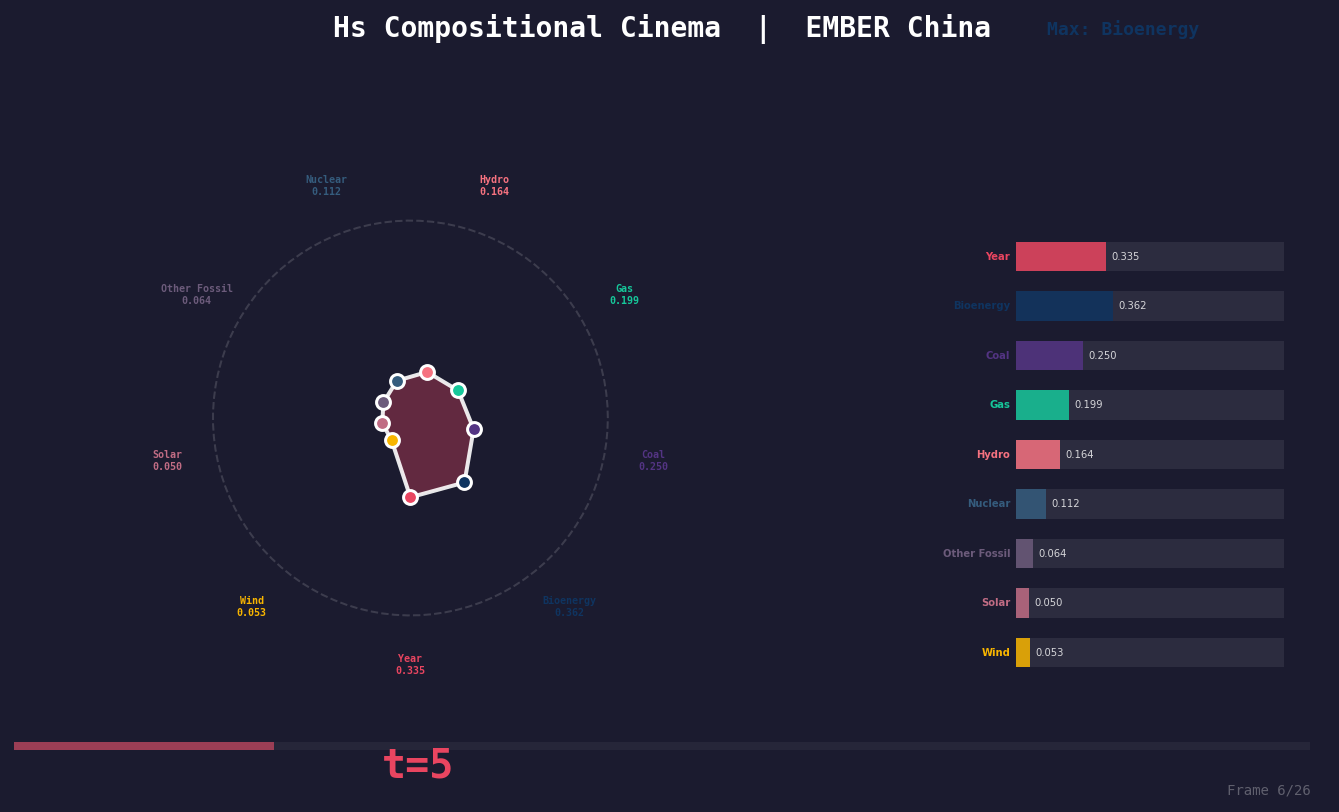 Hs Compositional Cinema | EMBER China
Max: Bioenergy
Nuclear
0.112
Hydro
0.164
Other Fossil
0.064
Gas
0.199
Solar
0.050
Coal
0.250
Wind
0.053
Bioenergy
0.362
Year
0.335
Year 0.335
Bioenergy 0.362
Coal 0.250
Gas 0.199
Hydro 0.164
Nuclear 0.112
Other Fossil 0.064
Solar 0.050
Wind 0.053
t=5
Frame 6/26